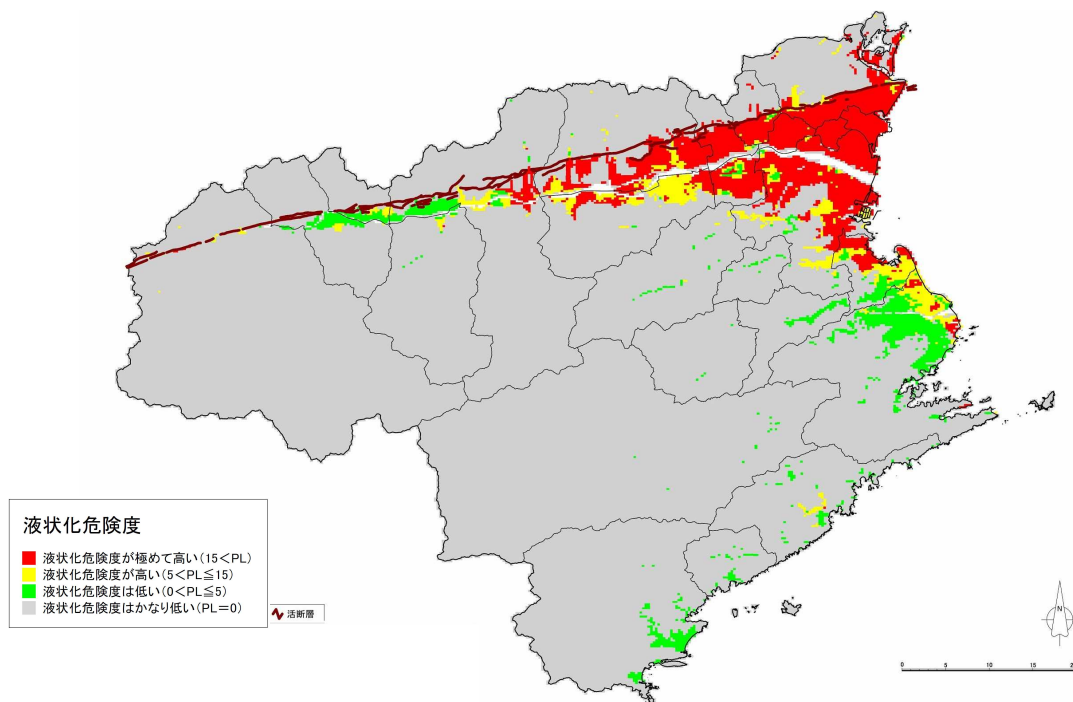 液状化危険度
液状化危険度が極めて高い(15<PL)
液状化危険度が高い(5<PL≦15)
液状化危険度は低い(0<PL≦5)
液状化危険度はかなり低い(PL=0)
活断層
N
0 5 10 15 2